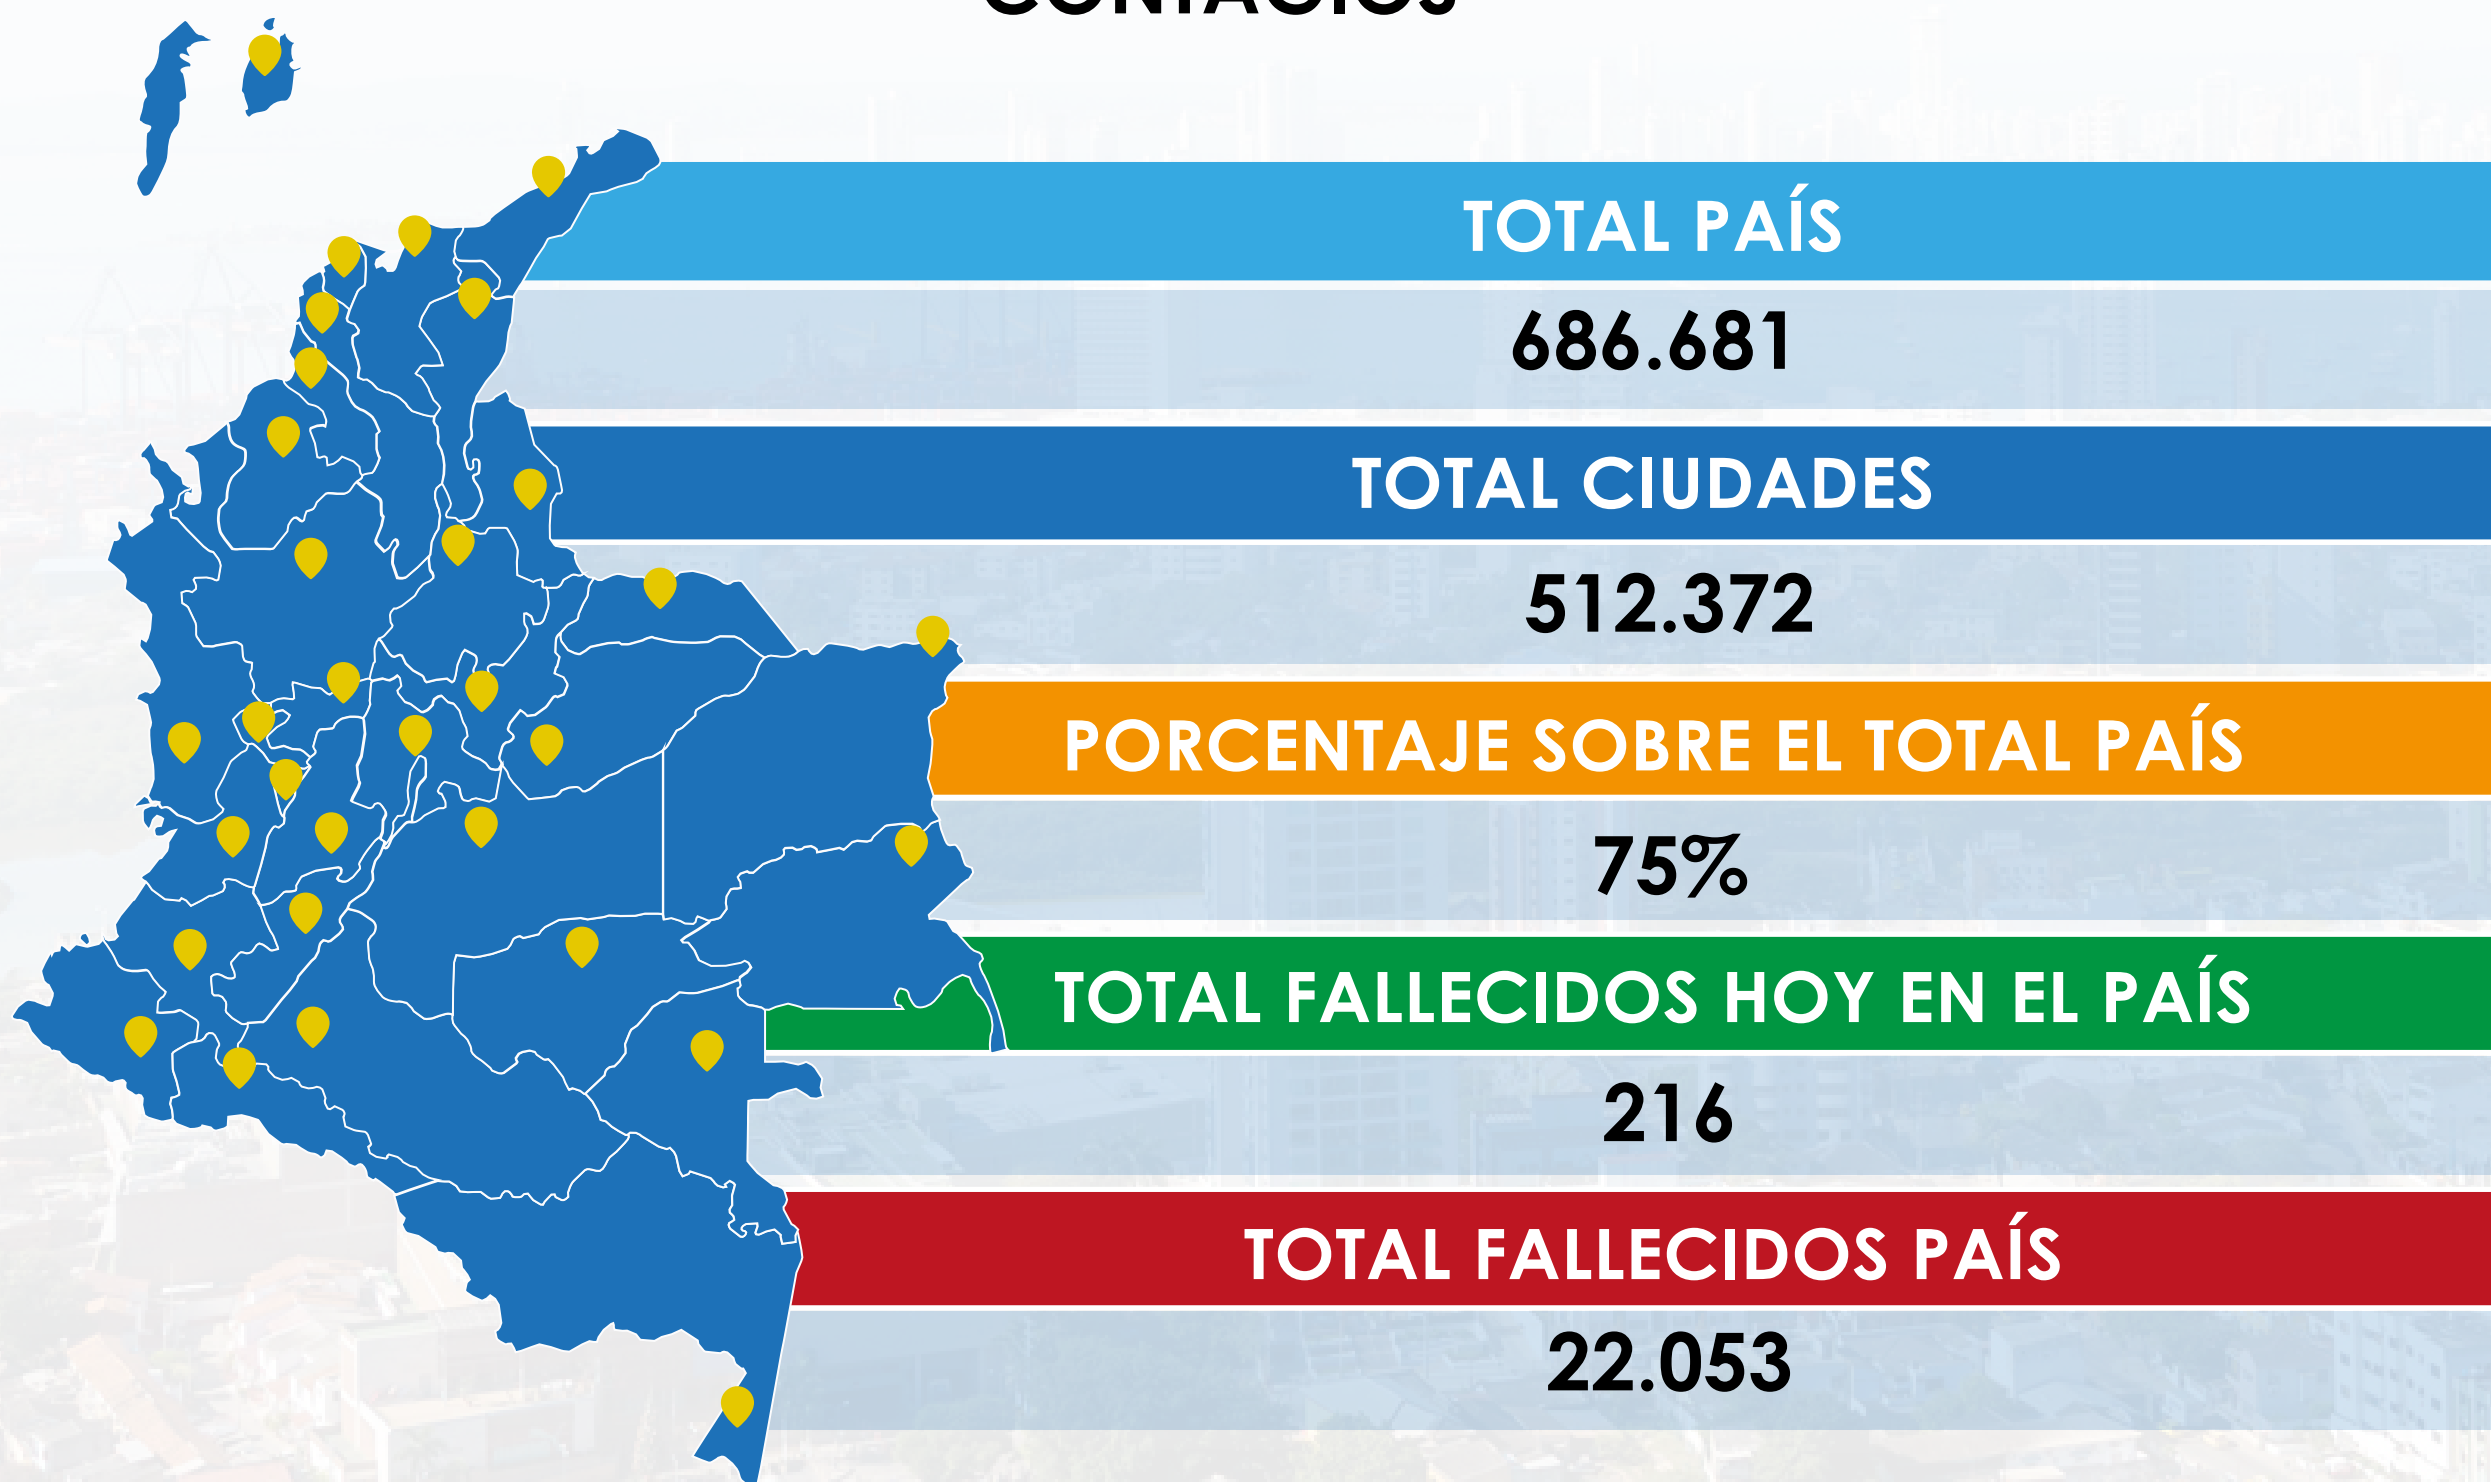 CONTAGIOS
TOTAL PAÍS
686.681
TOTAL CIUDADES
512.372
PORCENTAJE SOBRE EL TOTAL PAÍS
75%
TOTAL FALLECIDOS HOY EN EL PAÍS
216
TOTAL FALLECIDOS PAÍS
22.053